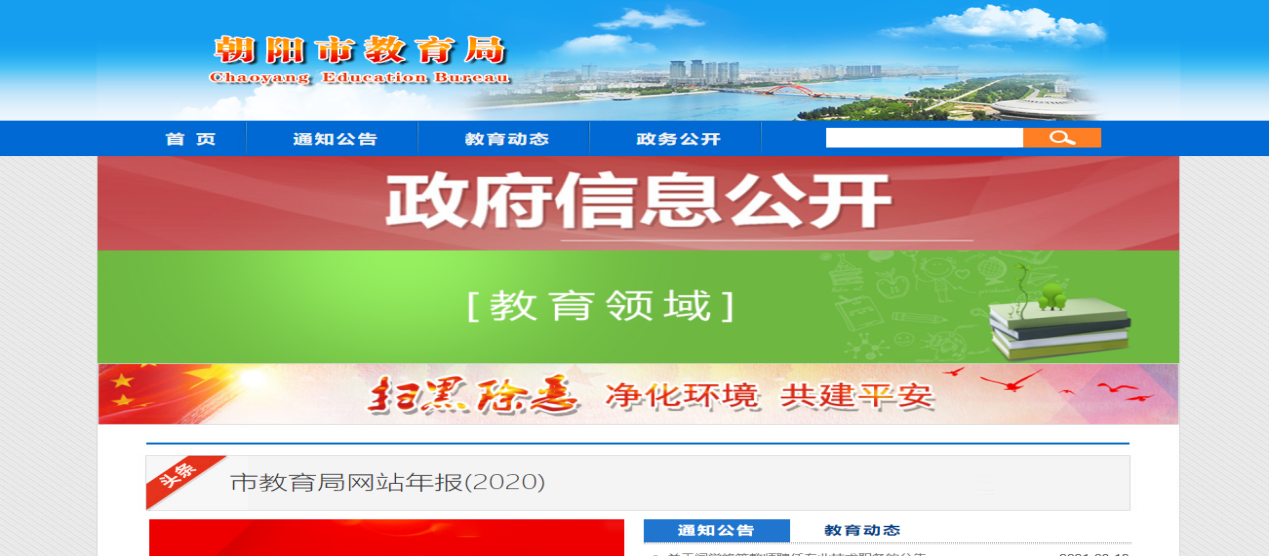 朝阳市教育局
Chaoyang Education Bureau
首 页 通知公告 教育动态 政务公开
政府信息公开
[教育领域]
扫黑除恶 净化环境 共建平安
头条
市教育局网站年报(2020)
通知公告 教育动态